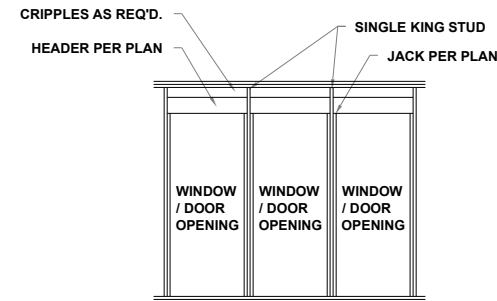 CRIPPLES AS REQ'D.
SINGLE KING STUD
HEADER PER PLAN
JACK PER PLAN
WINDOW
/ DOOR
OPENING
WINDOW
/ DOOR
OPENING
WINDOW
/ DOOR
OPENING